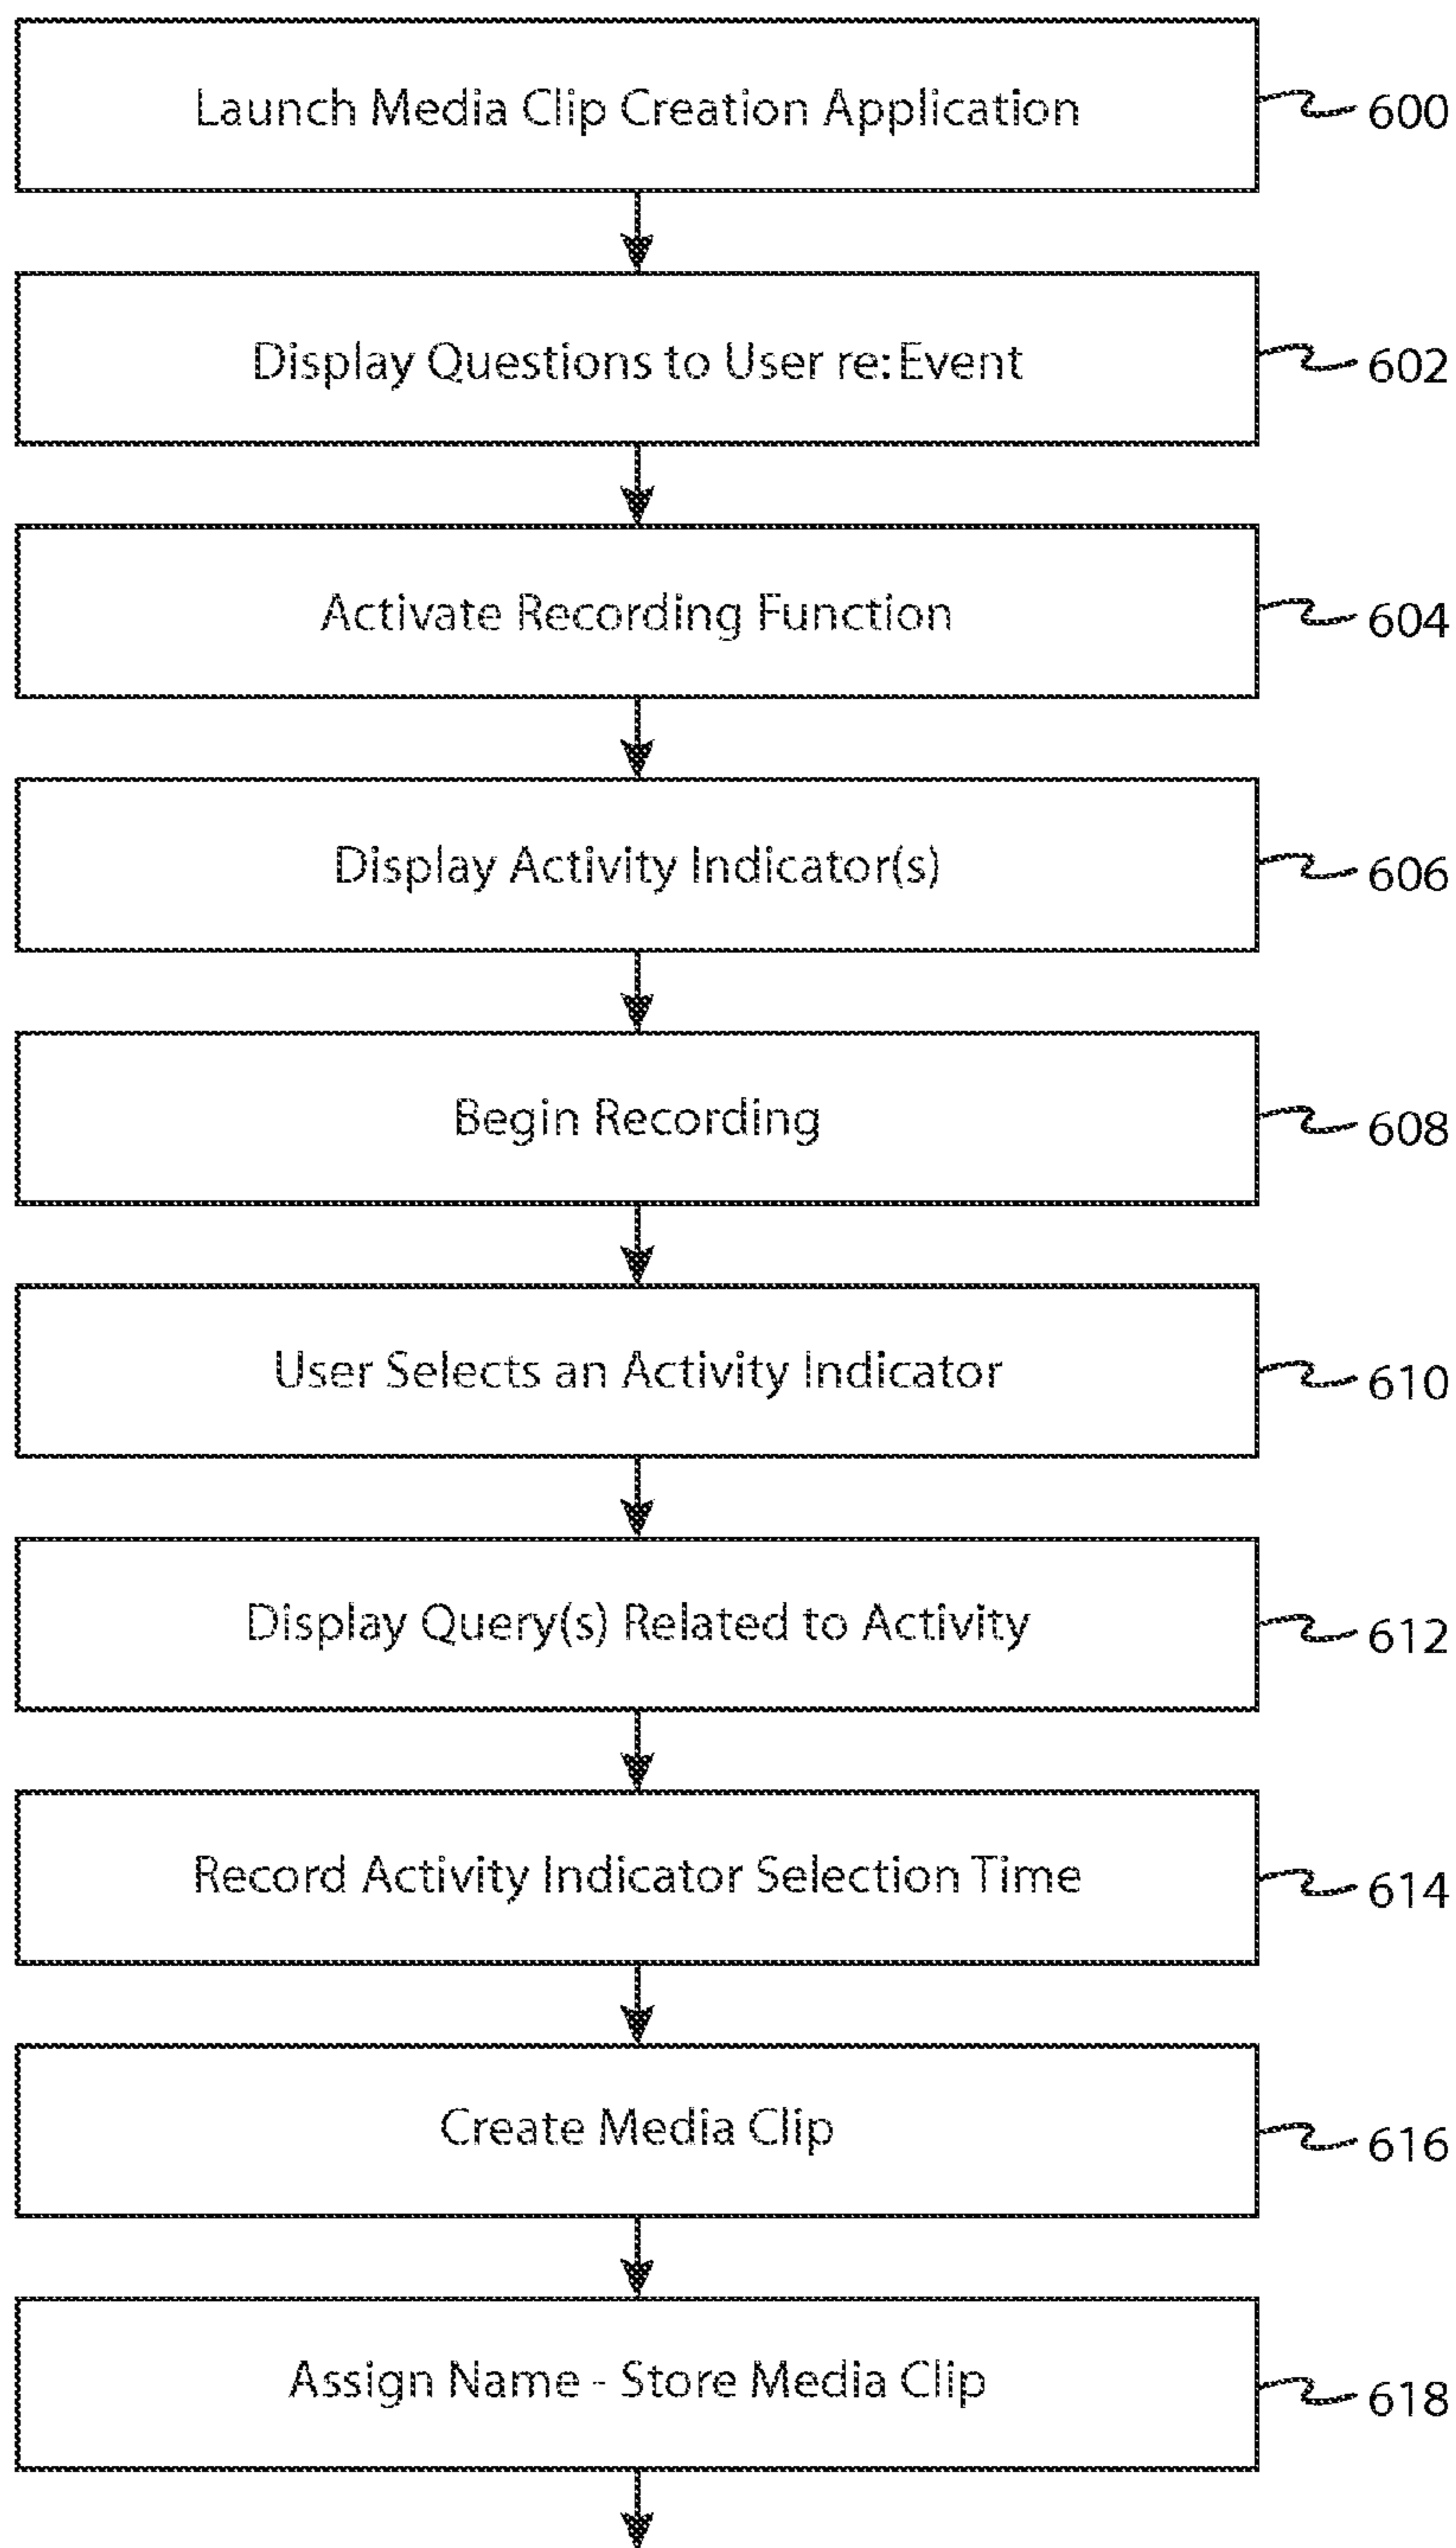 Launch Media Clip Creation Application
600
Display Questions to User re: Event
602
Activate Recording Function
604
Display Activity Indicator(s)
606
Begin Recording
608
User Selects an Activity Indicator
610
Display Query(s) Related to Activity
612
Record Activity Indicator Selection Time
614
Create Media Clip
616
Assign Name - Store Media Clip
618